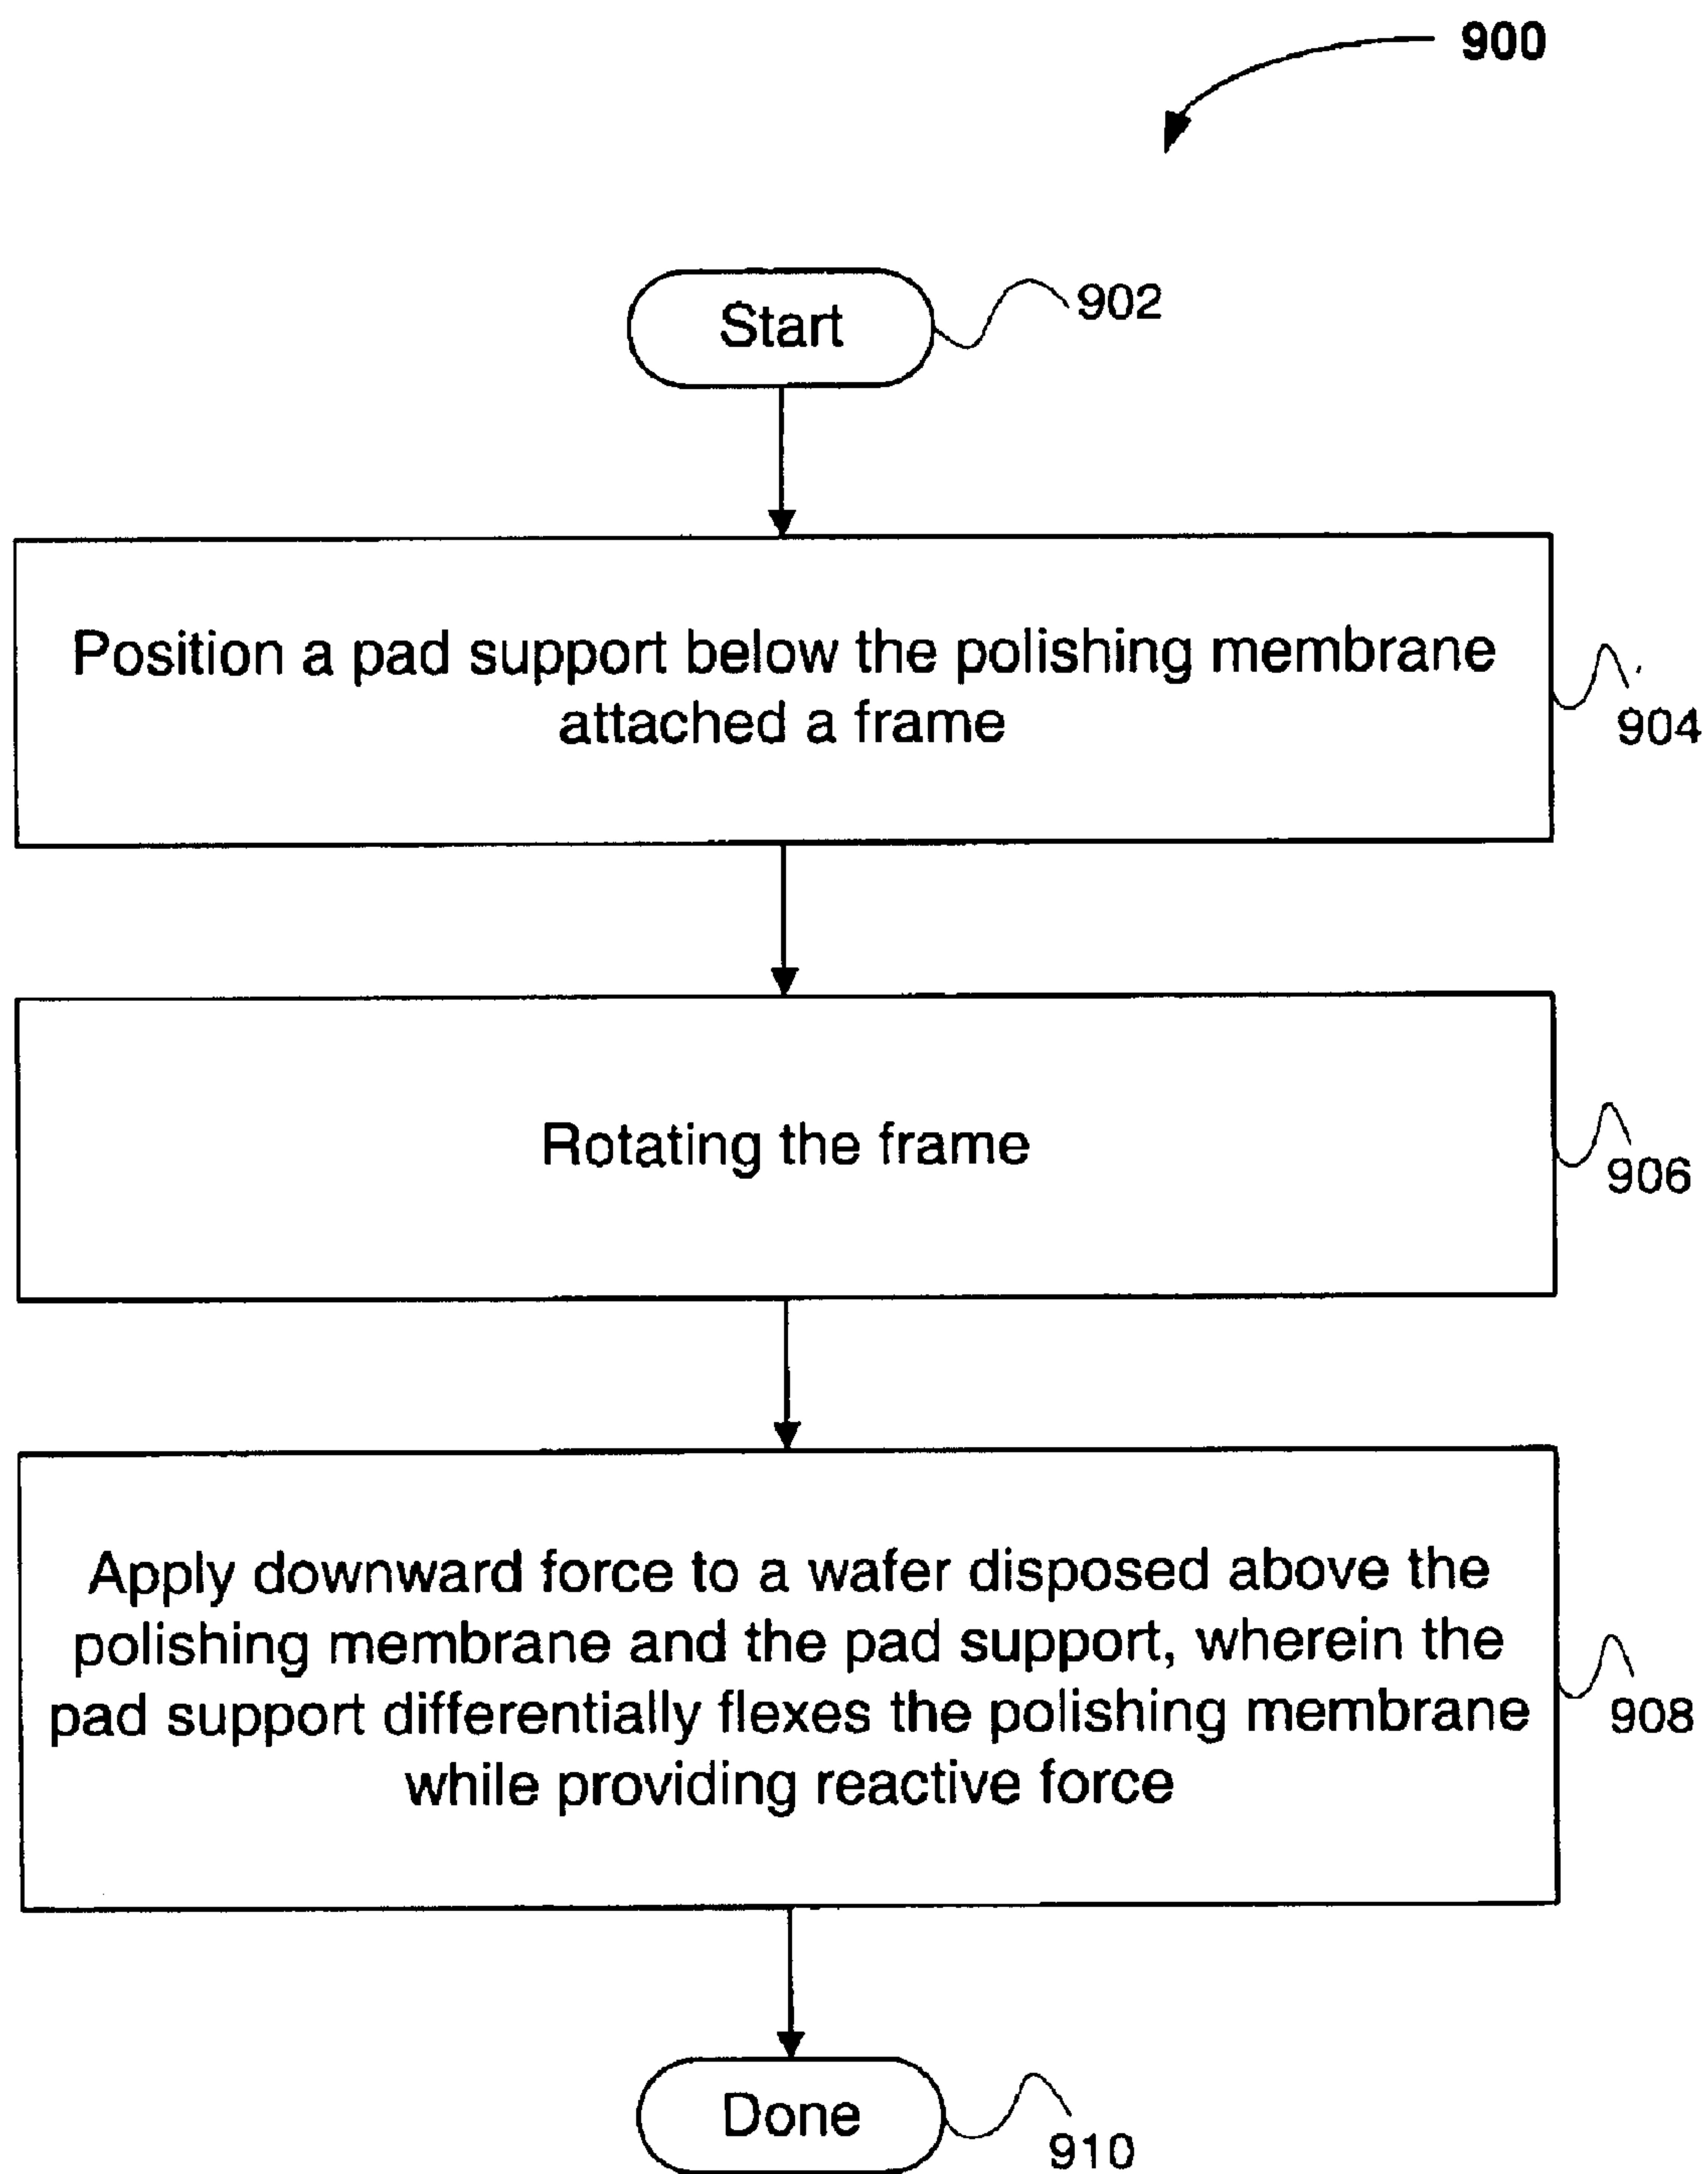 900
Start
902
Position a pad support below the polishing membrane
attached a frame
904
Rotating the frame
906
Apply downward force to a wafer disposed above the
polishing membrane and the pad support, wherein the
pad support differentially flexes the polishing membrane
while providing reactive force
908
Done
910